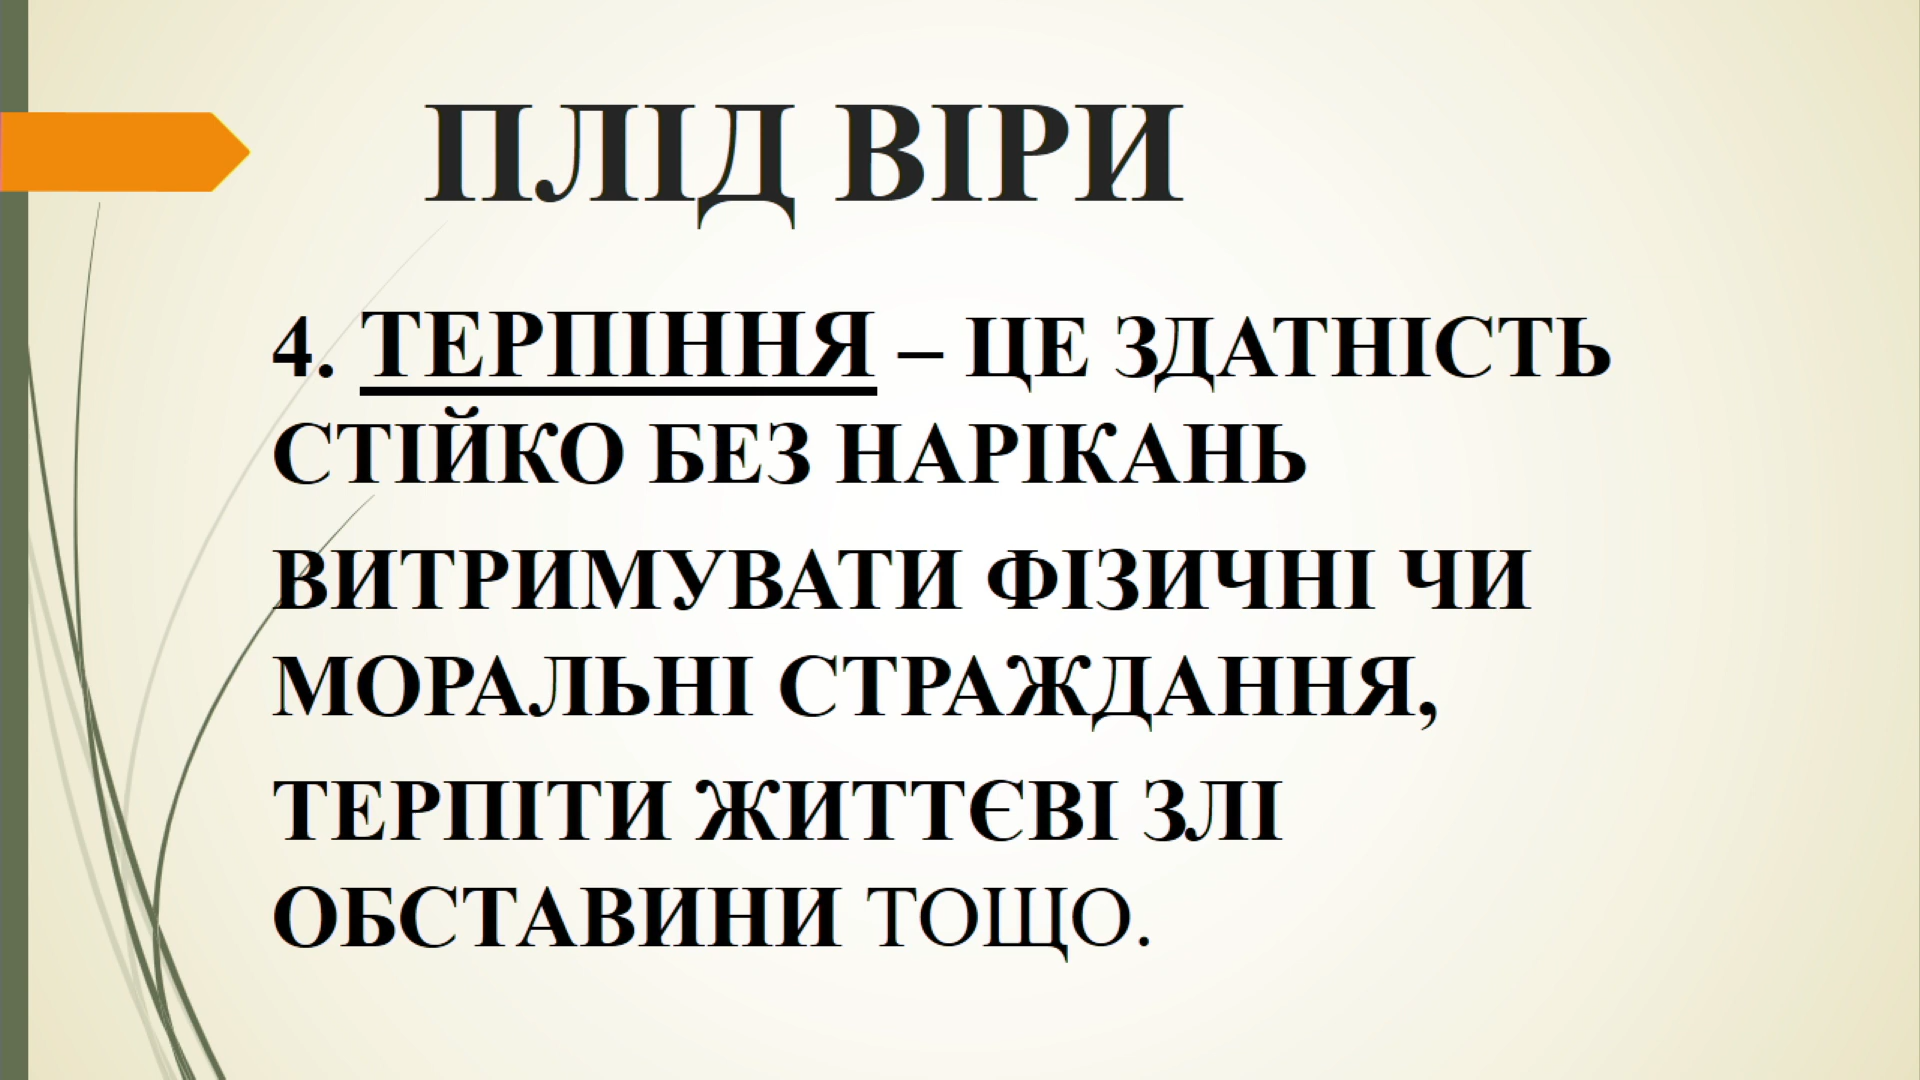 ПЛІД ВІРИ
4. ТЕРПІННЯ – ЦЕ ЗДАТНІСТЬ
СТІЙКО БЕЗ НАРІКАНЬ
ВИТРИМУВАТИ ФІЗИЧНІ ЧИ
МОРАЛЬНІ СТРАЖДАННЯ,
ТЕРПІТИ ЖИТТЄВІ ЗЛІ
ОБСТАВИНИ ТОЩО.